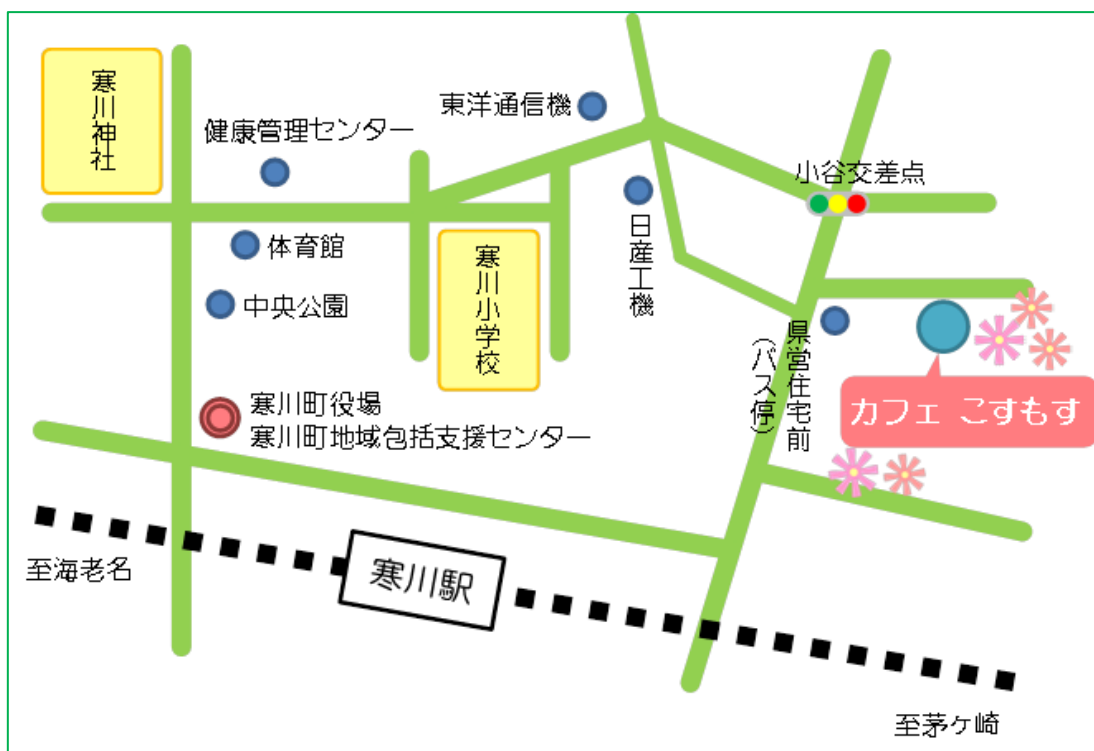 寒川神社
健康管理センター
東洋通信機
小谷交差点
体育館
中央公園
寒川小学校
日産工機
県営住宅前
（バス停）
カフェ こすもす
寒川町役場
寒川町地域包括支援センター
至海老名
寒川駅
至茅ヶ崎